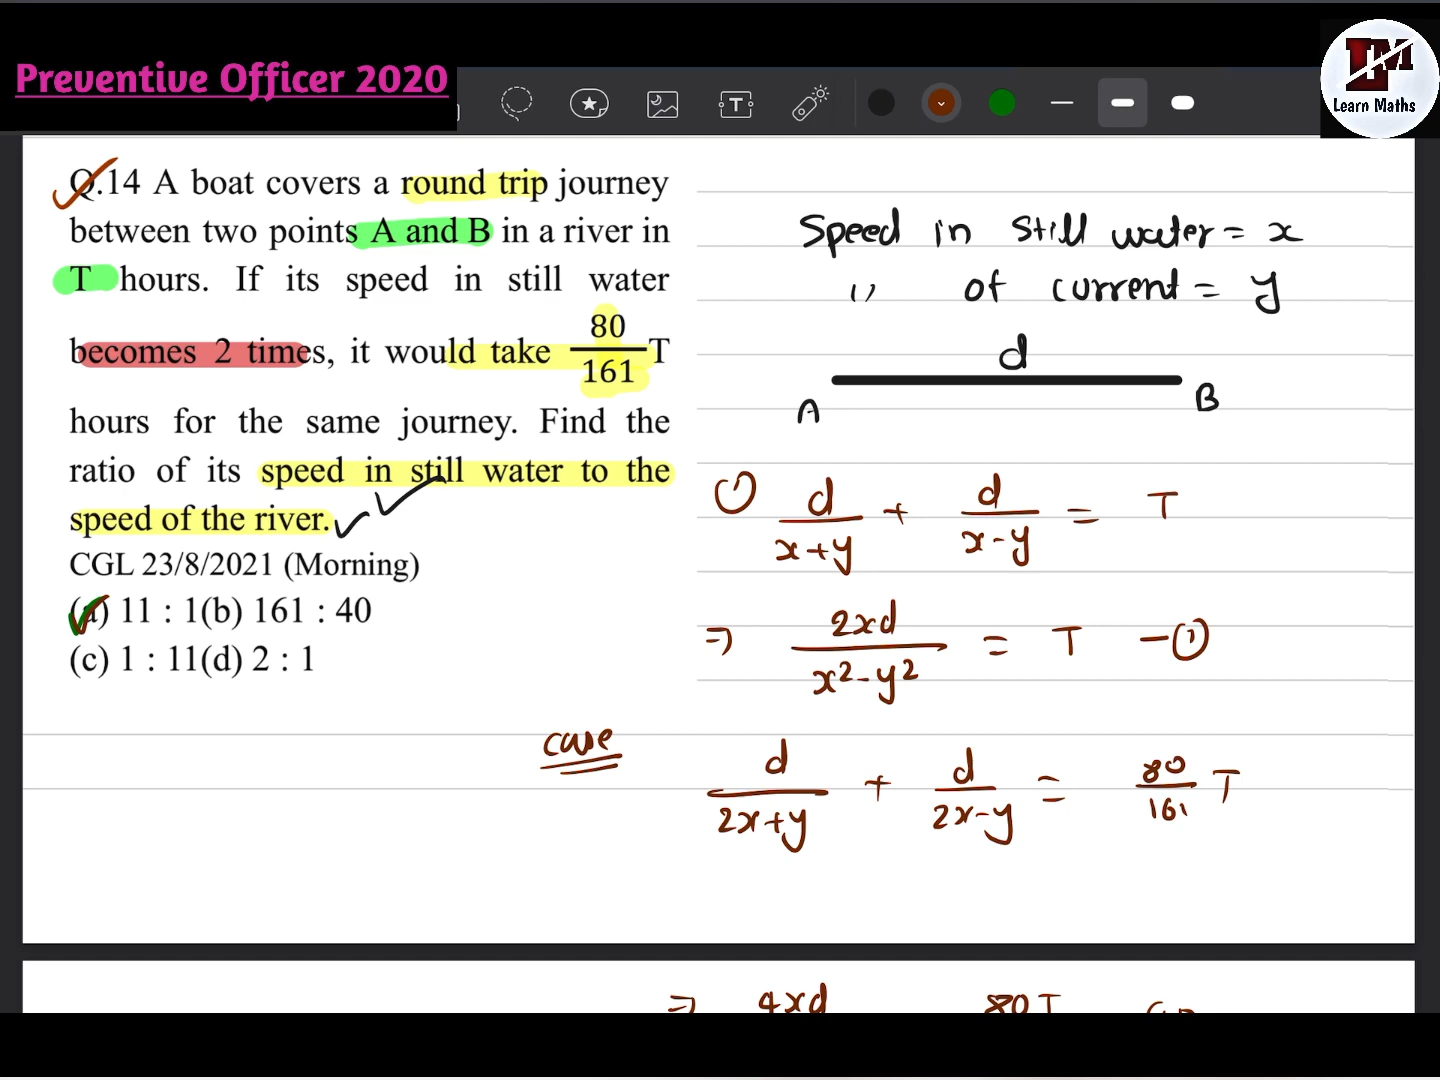 Preventive Officer 2020
LM
Learn Maths
T
Q.14 A boat covers a round trip journey
between two points A and B in a river in
T hours. If its speed in still water
becomes 2 times, it would take 80/161 T
hours for the same journey. Find the
ratio of its speed in still water to the
speed of the river.
CGL 23/8/2021 (Morning)
(a) 11 : 1(b) 161 : 40
(c) 1 : 11(d) 2 : 1
Speed in still water = x
" of current = y
d
A B
① d/(x+y) + d/(x-y) = T
⇒ 2xd/(x²-y²) = T -①
case
d/(2x+y) + d/(2x-y) = 80/161 T
⇒ 4xd 80T